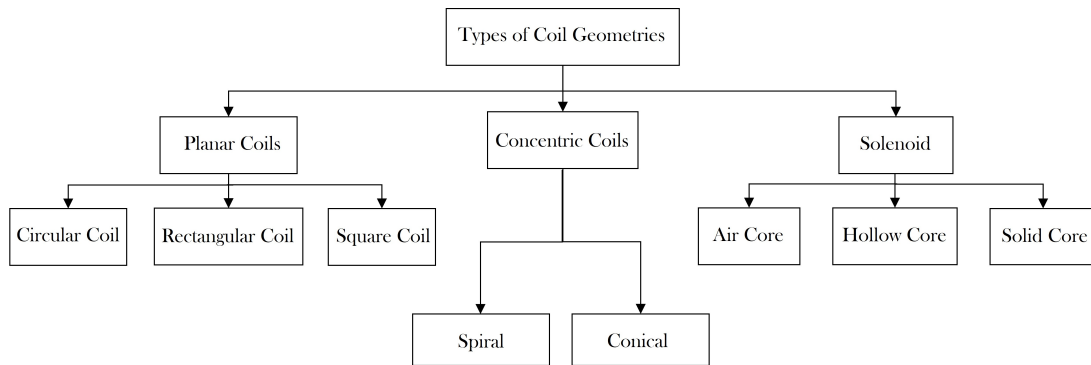 Types of Coil Geometries
Planar Coils
Concentric Coils
Solenoid
Circular Coil
Rectangular Coil
Square Coil
Air Core
Hollow Core
Solid Core
Spiral
Conical